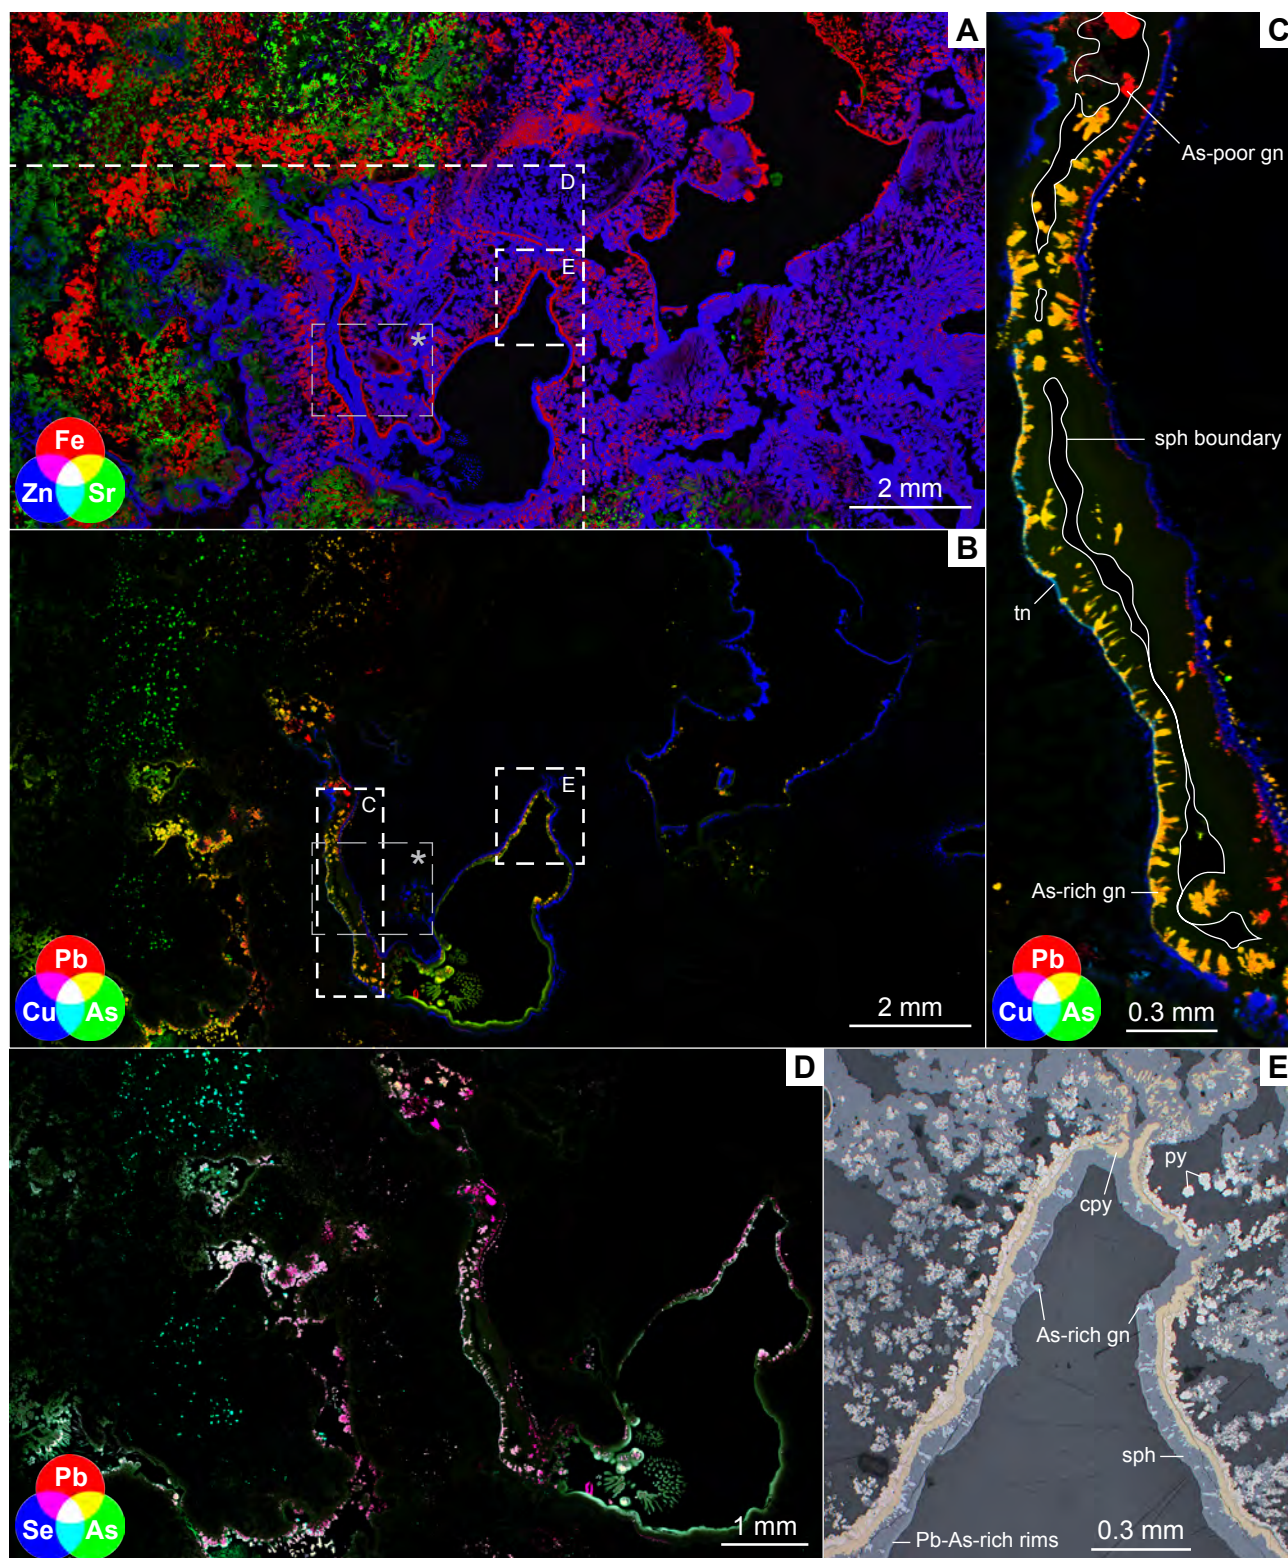 A
D
E
*
Fe
Zn
Sr
2 mm
B
C
E
*
Pb
Cu
As
2 mm
C
As-poor gn
sph boundary
tn
As-rich gn
Pb
Cu
As
0.3 mm
D
Pb
Se
As
1 mm
E
py
cpy
As-rich gn
sph
Pb-As-rich rims
0.3 mm